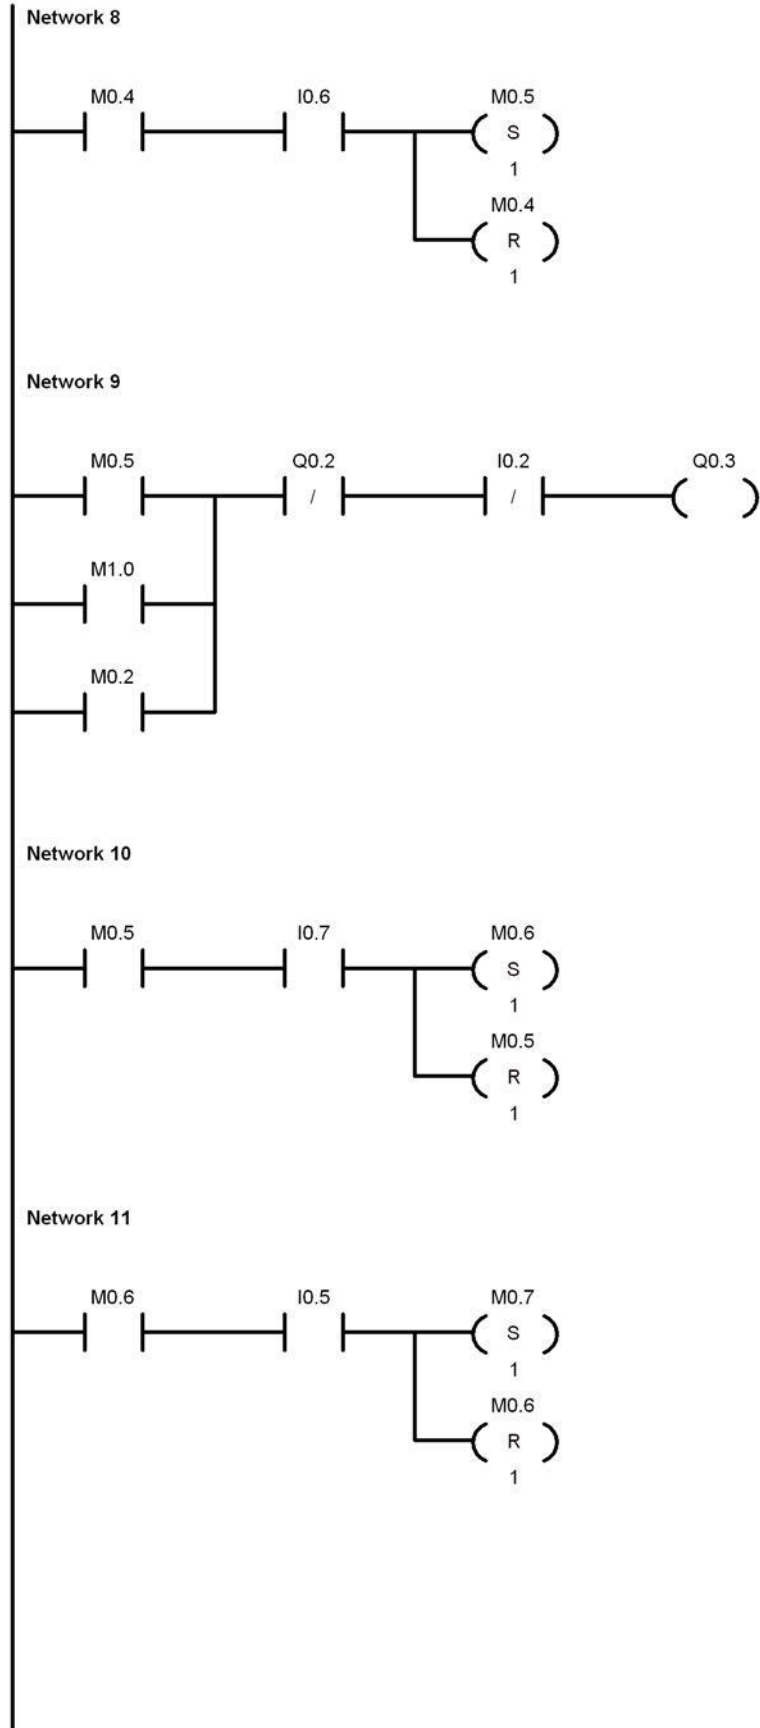 Network 8
M0.4 I0.6 M0.5
S
1
M0.4
R
1
Network 9
M0.5 Q0.2 I0.2 Q0.3
/ /
M1.0
M0.2
Network 10
M0.5 I0.7 M0.6
S
1
M0.5
R
1
Network 11
M0.6 I0.5 M0.7
S
1
M0.6
R
1